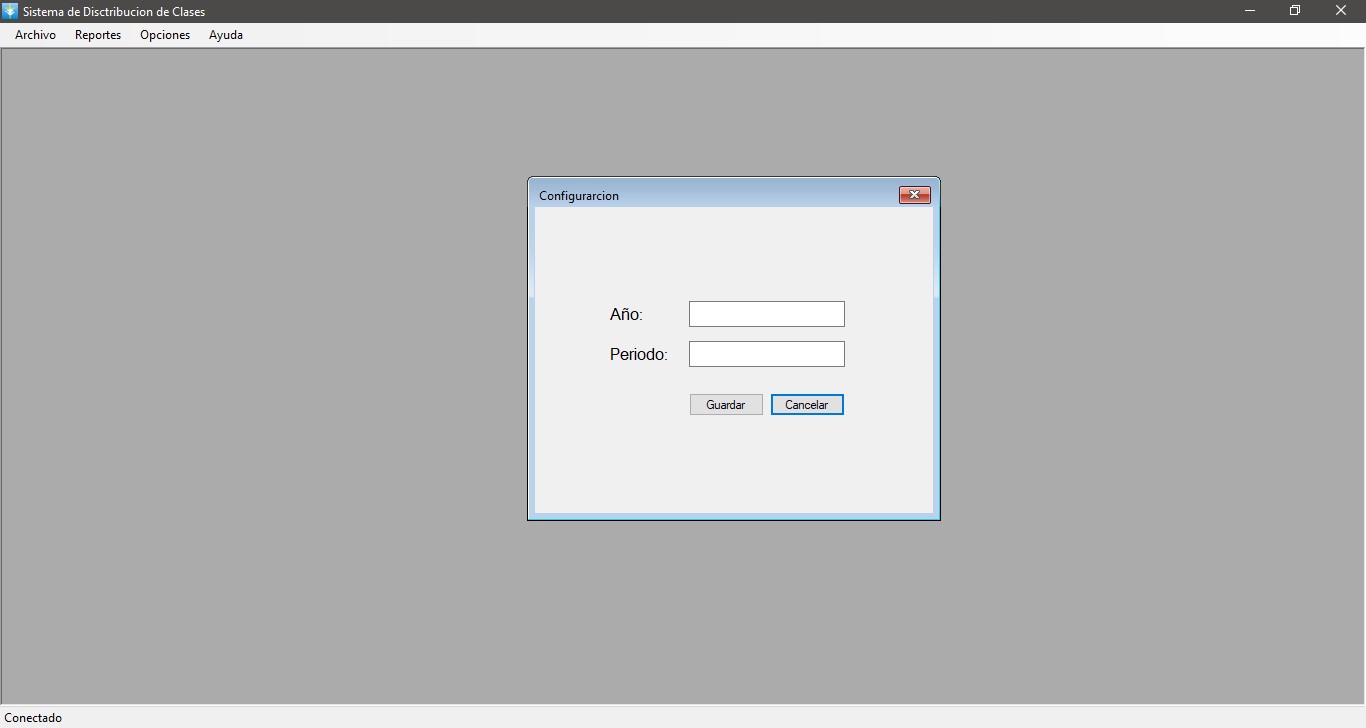 Sistema de Disctribucion de Clases
Archivo Reportes Opciones Ayuda
Configurarcion
Año:
Periodo:
Guardar Cancelar
Conectado